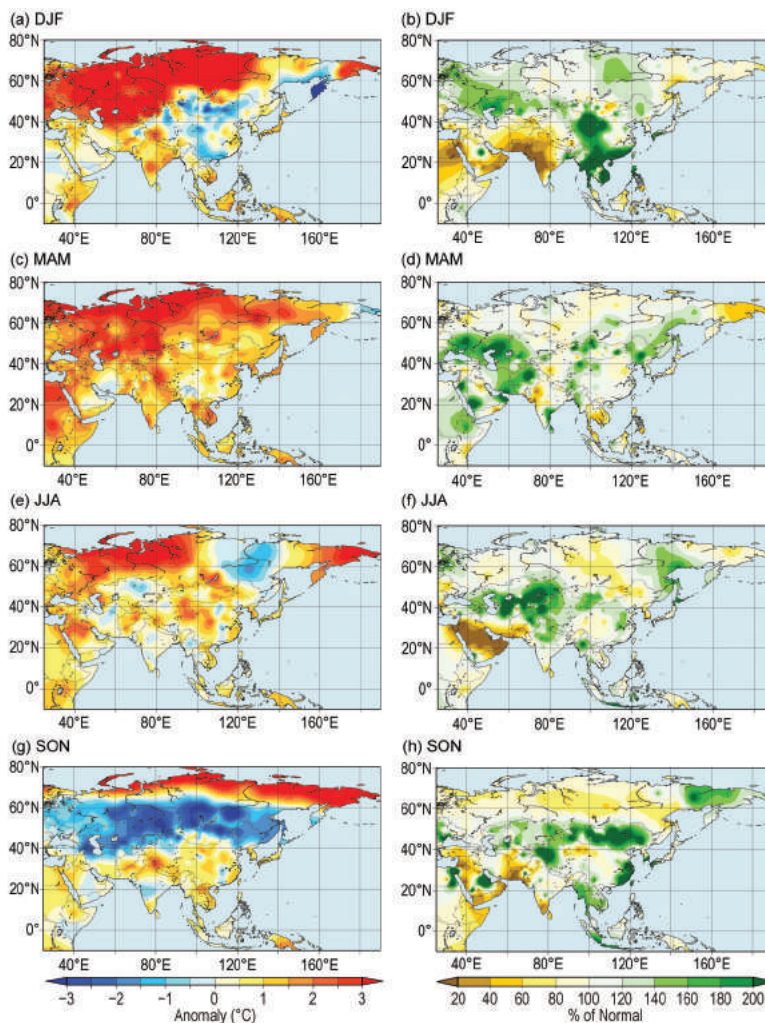 (a) DJF
(b) DJF
80°N
60°N
40°N
20°N
0°
40°E 80°E 120°E 160°E
80°N
60°N
40°N
20°N
0°
40°E 80°E 120°E 160°E
(c) MAM
(d) MAM
80°N
60°N
40°N
20°N
0°
40°E 80°E 120°E 160°E
80°N
60°N
40°N
20°N
0°
40°E 80°E 120°E 160°E
(e) JJA
(f) JJA
80°N
60°N
40°N
20°N
0°
40°E 80°E 120°E 160°E
80°N
60°N
40°N
20°N
0°
40°E 80°E 120°E 160°E
(g) SON
(h) SON
80°N
60°N
40°N
20°N
0°
40°E 80°E 120°E 160°E
80°N
60°N
40°N
20°N
0°
40°E 80°E 120°E 160°E
−3 −2 −1 0 1 2 3
Anomaly (°C)
20 40 60 80 100 120 140 160 180 200
% of Normal